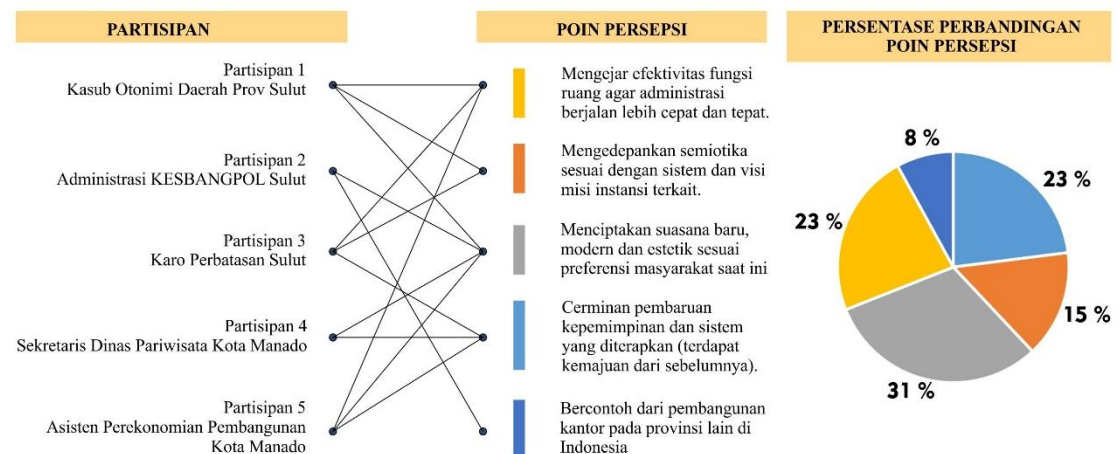 PARTISIPAN
Partisipan 1
Kasub Otonimi Daerah Prov Sulut
Partisipan 2
Administrasi KESBANGPOL Sulut
Partisipan 3
Karo Perbatasan Sulut
Partisipan 4
Sekretaris Dinas Pariwisata Kota Manado
Partisipan 5
Asisten Perekonomian Pembangunan
Kota Manado
POIN PERSEPSI
Mengejar efektivitas fungsi
ruang agar administrasi
berjalan lebih cepat dan tepat.
Mengedepankan semiotika
sesuai dengan sistem dan visi
misi instansi terkait.
Menciptakan suasana baru,
modern dan estetik sesuai
preferensi masyarakat saat ini
Cerminan pembaruan
kepemimpinan dan sistem
yang diterapkan (terdapat
kemajuan dari sebelumnya).
Bercontoh dari pembangunan
kantor pada provinsi lain di
Indonesia
PERSENTASE PERBANDINGAN
POIN PERSEPSI
8 %
23 %
23 %
15 %
31 %